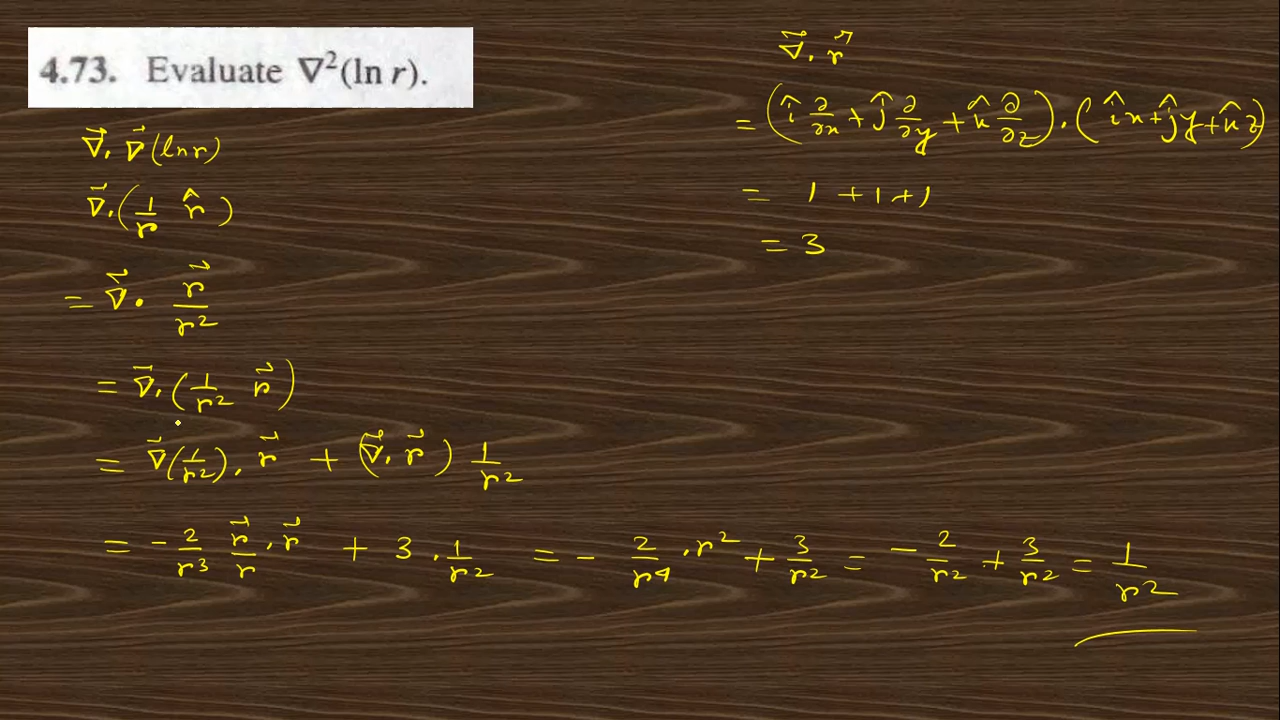 4.73. Evaluate ∇²(ln r).
∇⃗ . ∇⃗ (ln r)
∇⃗ . (1/r r̂)
= ∇⃗ · r⃗/r²
= ∇⃗ . (1/r² r⃗)
= ∇⃗(1/r²) . r⃗ + (∇⃗ . r⃗) 1/r²
= - 2/r³ r⃗/r . r⃗ + 3 . 1/r² = - 2/r⁴ . r² + 3/r² = - 2/r² + 3/r² = 1/r²
∇⃗ . r⃗
= (î ∂/∂x + ĵ ∂/∂y + k̂ ∂/∂z) . (îx + ĵy + k̂z)
= 1 + 1 + 1
= 3